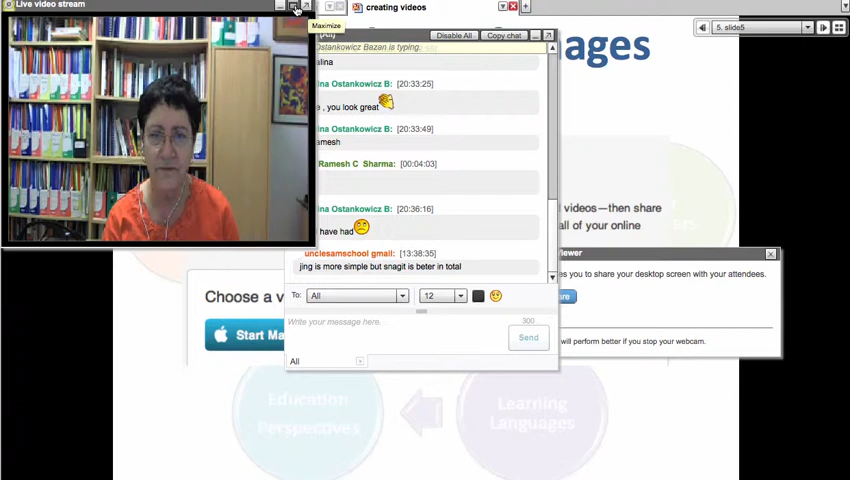 Live video stream
Maximize
creating videos
5. slide5
(All)
Disable All
Copy chat
Ostankowicz Bazan is typing.
ages
alina
ina Ostankowicz B: [20:33:25]
e , you look great
ina Ostankowicz B: [20:33:49]
amesh
Ramesh C Sharma: [00:04:03]
ina Ostankowicz B: [20:36:16]
have had
unclesamschool gmail: [13:38:35]
jing is more simple but snagit is beter in total
To: All 12
Write your message here.
300
Send
All
videos—then share
all of your online
iewer
es you to share your desktop screen with your attendees.
will perform better if you stop your webcam.
Choose a v
Start Ma
Education
Perspectives
Learning
Languages